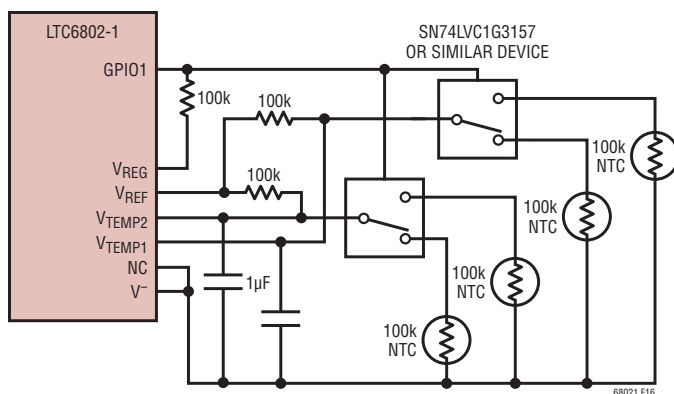 LTC6802-1
SN74LVC1G3157
OR SIMILAR DEVICE
GPIO1
100k
100k
100k
NTC
VREG
100k
VREF
100k
NTC
VTEMP2
VTEMP1
NC
1µF
100k
NTC
V−
100k
NTC
68021 F16